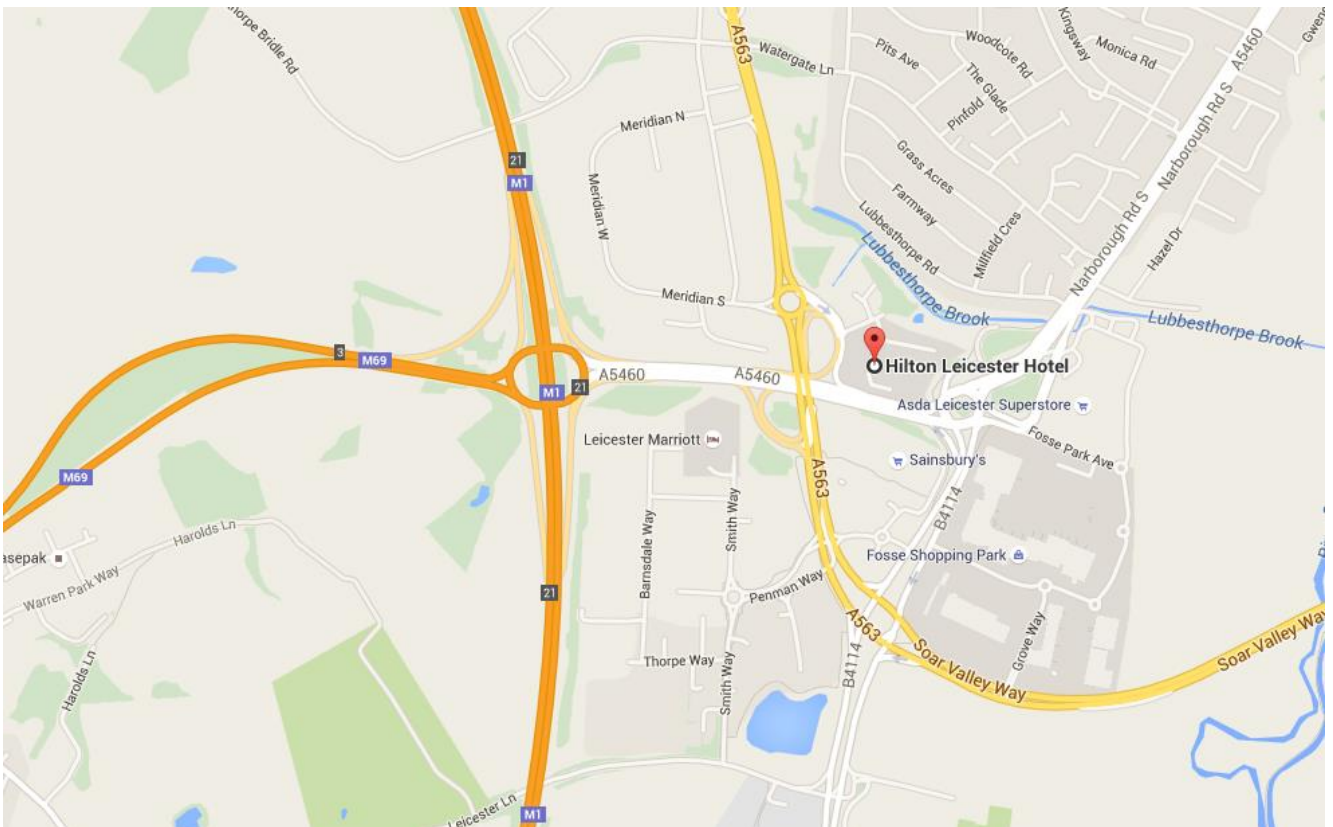 thorpe Bridle Rd
A563
Watergate Ln
Pits Ave
Woodcote Rd
Kingsway
Monica Rd
A5460
Gwend
The Glade
Pinfold
Narborough Rd S
Meridian N
21
M1
Grass Acres
Meridian W
Farmway
Lubbesthorpe Rd
Millfield Cres
Hazel Dr
Lubbesthorpe Brook
Narborough Rd S
Meridian S
Lubbesthorpe Brook
3
M69
Hilton Leicester Hotel
A5460
A5460
21
M1
Asda Leicester Superstore
Leicester Marriott
Fosse Park Ave
Sainsbury's
M69
A563
B4114
Harolds Ln
Smith Way
Barnsdale Way
asepak
Fosse Shopping Park
Warren Park Way
21
Penman Way
A563
Grove Way
Soar Valley Way
Soar Valley Way
B4114
Thorpe Way
Harolds Ln
Smith Way
Leicester Ln
M1